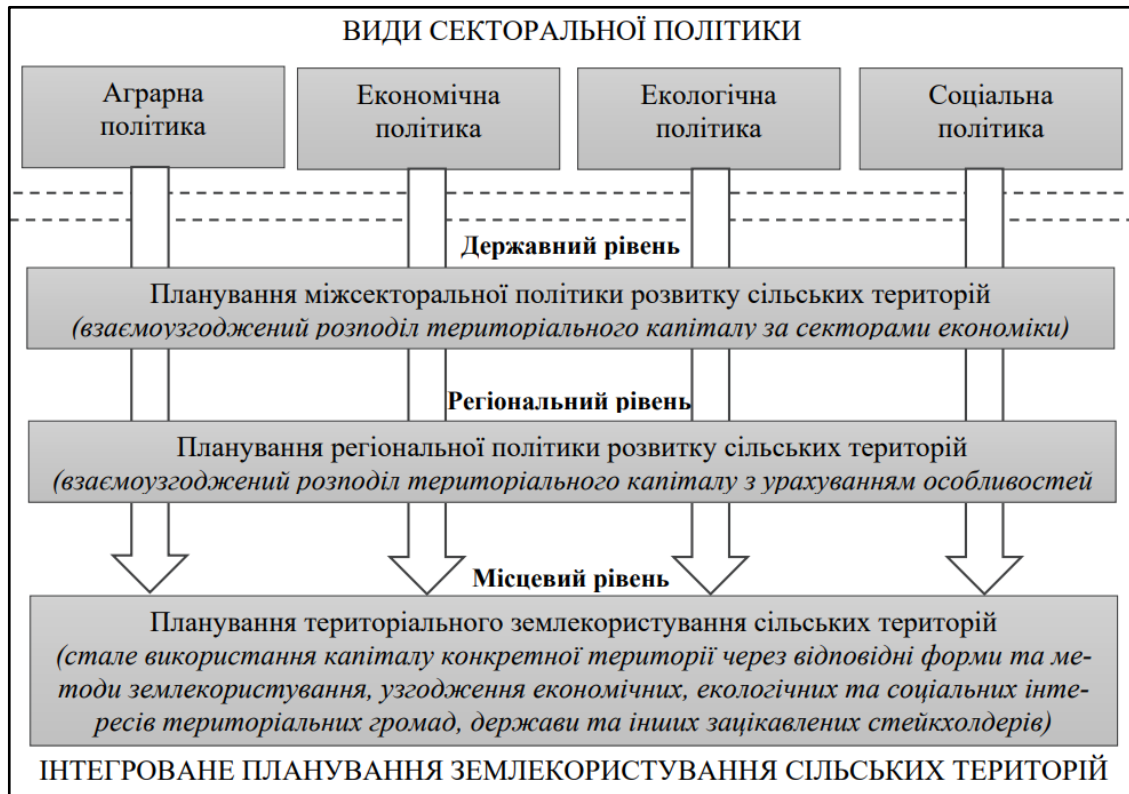 ВИДИ СЕКТОРАЛЬНОЇ ПОЛІТИКИ
Аграрна
політика
Економічна
політика
Екологічна
політика
Соціальна
політика
Державний рівень
Планування міжсекторальної політики розвитку сільських територій
(взаємоузгоджений розподіл територіального капіталу за секторами економіки)
Регіональний рівень
Планування регіональної політики розвитку сільських територій
(взаємоузгоджений розподіл територіального капіталу з урахуванням особливостей
Місцевий рівень
Планування територіального землекористування сільських територій
(стале використання капіталу конкретної території через відповідні форми та ме-
тоди землекористування, узгодження економічних, екологічних та соціальних інте-
ресів територіальних громад, держави та інших зацікавлених стейкхолдерів)
ІНТЕГРОВАНЕ ПЛАНУВАННЯ ЗЕМЛЕКОРИСТУВАННЯ СІЛЬСЬКИХ ТЕРИТОРІЙ